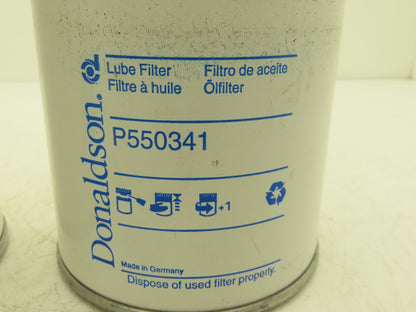 Donaldson.
Lube Filter Filtro de aceite
Filtre à huile Ölfilter
P550341
+1
Made in Germany
Dispose of used filter properly.